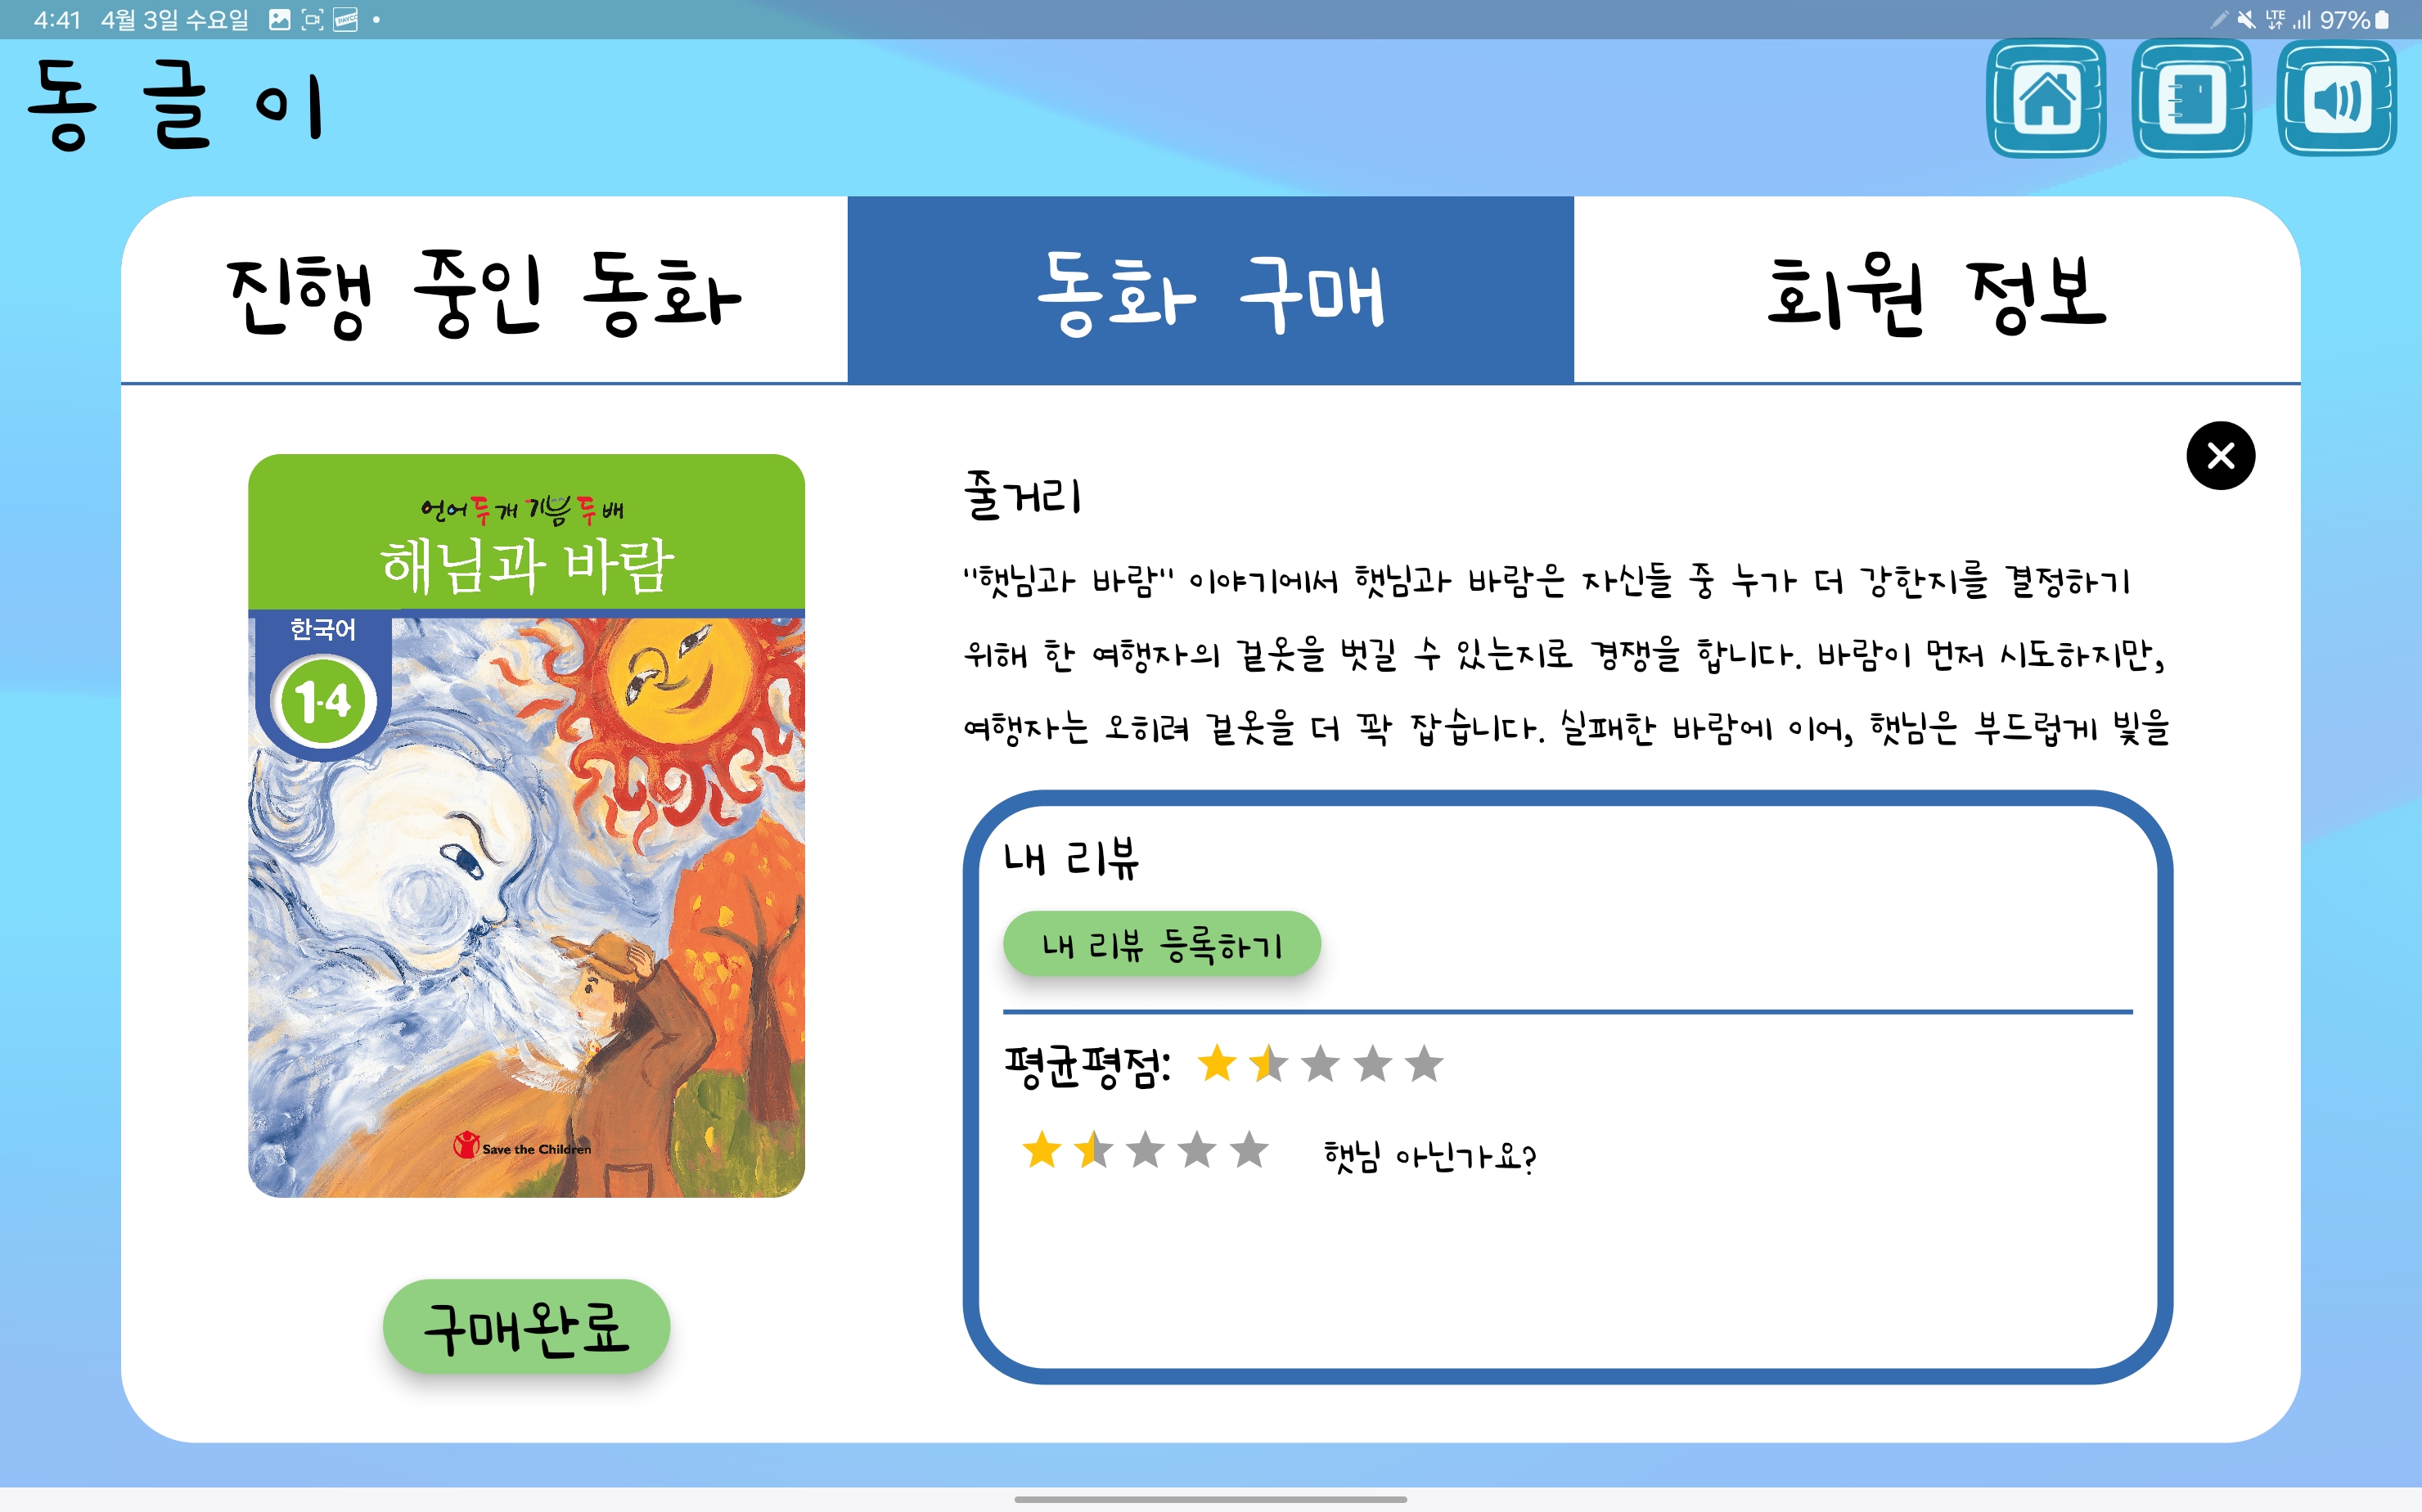 4:41 4월 3일 수요일
LTE 97%
동글이
진행 중인 동화
동화 구매
회원 정보
언어 두 개 기쁨 두 배
해님과 바람
한국어
1-4
Save the Children
구매완료
줄거리
"햇님과 바람" 이야기에서 햇님과 바람은 자신들 중 누가 더 강한지를 결정하기
위해 한 여행자의 겉옷을 벗길 수 있는지로 경쟁을 합니다. 바람이 먼저 시도하지만,
여행자는 오히려 겉옷을 더 꽉 잡습니다. 실패한 바람에 이어, 햇님은 부드럽게 빛을
내 리뷰
내 리뷰 등록하기
평균평점:
햇님 아닌가요?